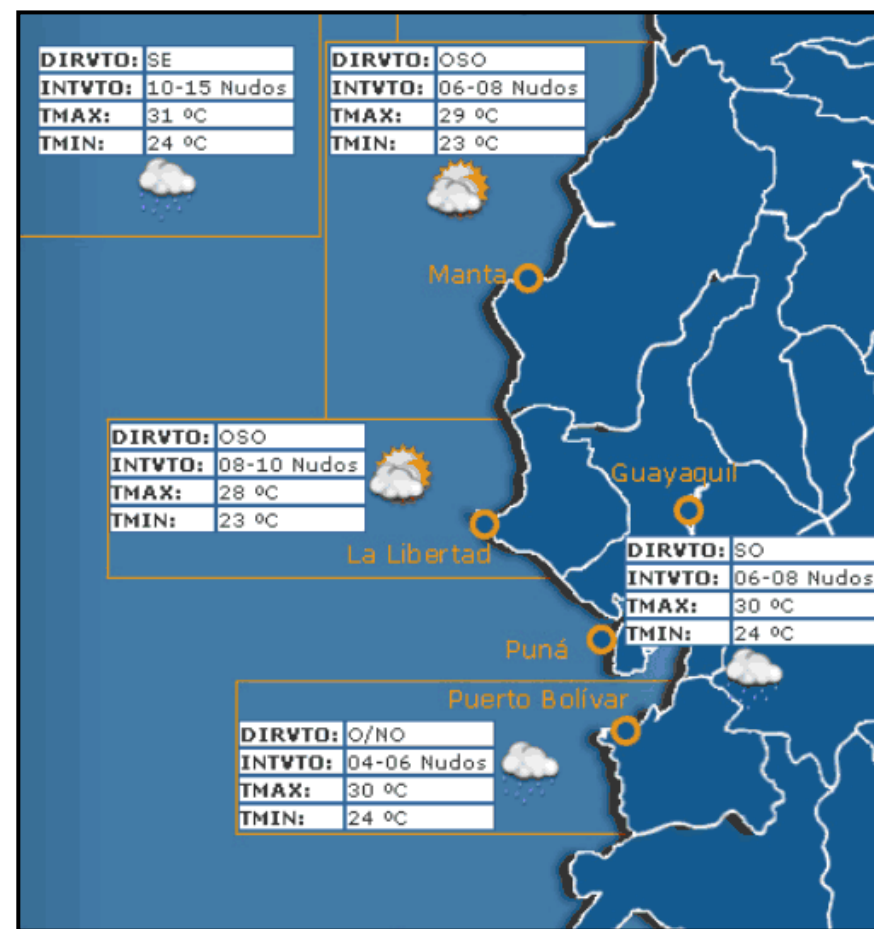 DIRVTO: SE
INTVTO: 10-15 Nudos
TMAX: 31 ºC
TMIN: 24 ºC
DIRVTO: OSO
INTVTO: 06-08 Nudos
TMAX: 29 ºC
TMIN: 23 ºC
Manta
DIRVTO: OSO
INTVTO: 08-10 Nudos
TMAX: 28 ºC
TMIN: 23 ºC
La Libertad
Guayaquil
DIRVTO: SO
INTVTO: 06-08 Nudos
TMAX: 30 ºC
TMIN: 24 ºC
Puná
Puerto Bolívar
DIRVTO: O/NO
INTVTO: 04-06 Nudos
TMAX: 30 ºC
TMIN: 24 ºC